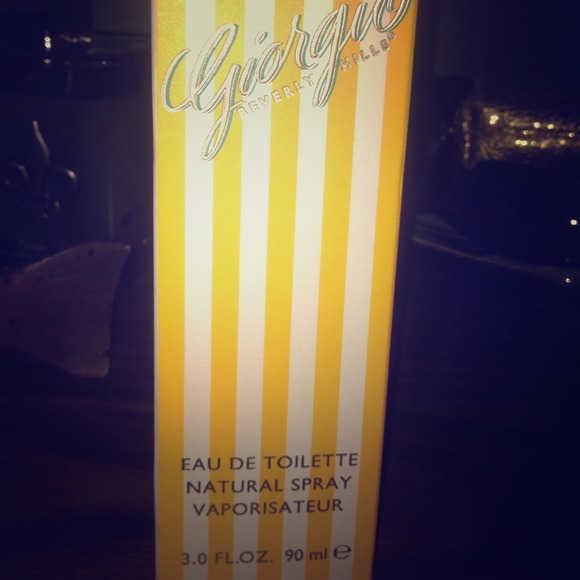 Giorgio
BEVERLY HILLS®
EAU DE TOILETTE
NATURAL SPRAY
VAPORISATEUR
3.0 FL.OZ. 90 ml ℮